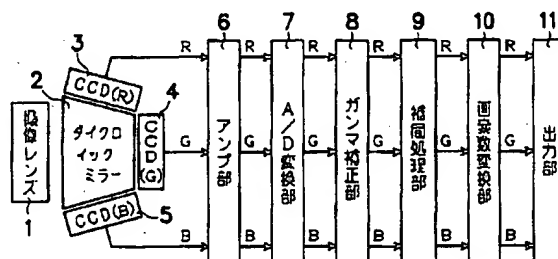 撮像レンズ
1
2
ダイクロ
イック
ミラー
3
CCD(R)
4
CCD(G)
5
CCD(B)
R
G
B
6
アンプ部
R
G
B
7
A/D変換部
R
G
B
8
ガンマ補正部
R
G
B
9
補間処理部
R
G
B
10
画素数変換部
R
G
B
11
出力部